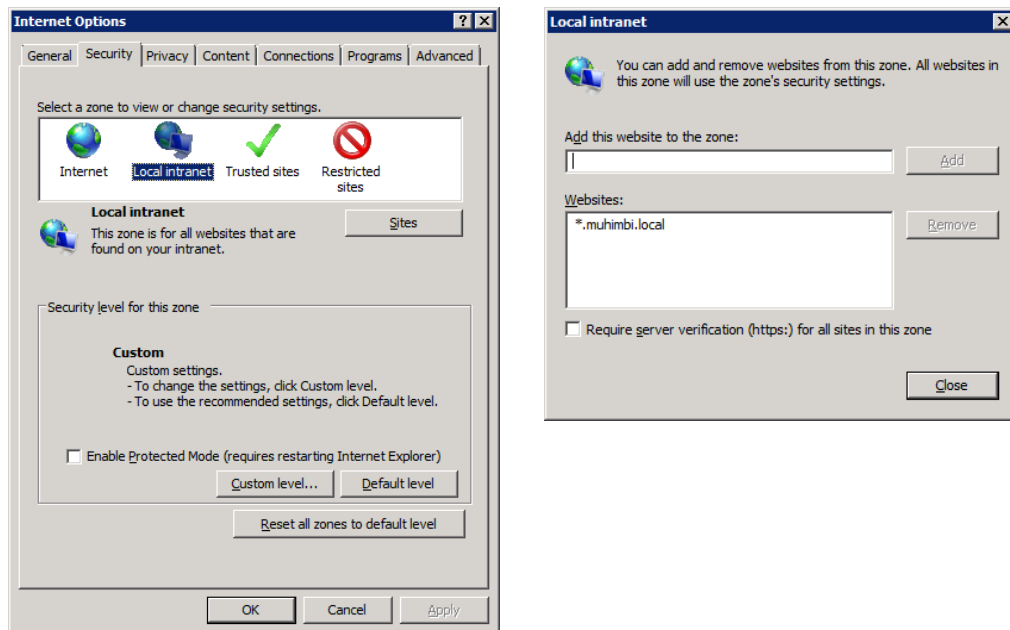 Internet Options
General Security Privacy Content Connections Programs Advanced
Select a zone to view or change security settings.
Internet Local intranet Trusted sites Restricted
sites
Local intranet
This zone is for all websites that are
found on your intranet.
Sites
Security level for this zone
Custom
Custom settings.
- To change the settings, click Custom level.
- To use the recommended settings, click Default level.
Enable Protected Mode (requires restarting Internet Explorer)
Custom level... Default level
Reset all zones to default level
OK Cancel Apply
Local intranet
You can add and remove websites from this zone. All websites in
this zone will use the zone's security settings.
Add this website to the zone:
Add
Websites:
*.muhimbi.local
Remove
Require server verification (https:) for all sites in this zone
Close